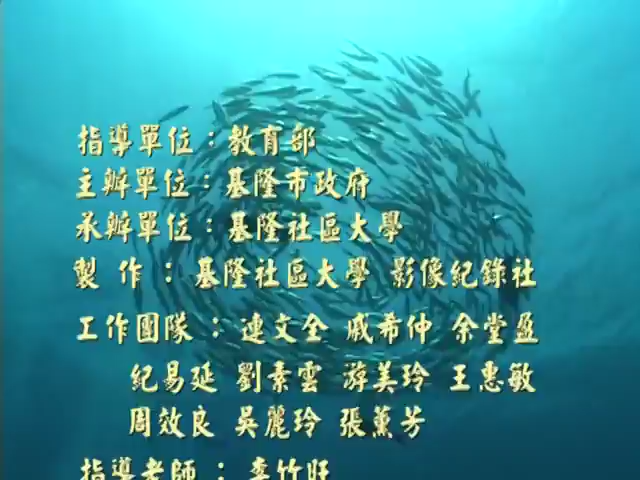 指導單位：教育部
主辦單位：基隆市政府
承辦單位：基隆社區大學
製 作 ： 基隆社區大學 影像紀錄社
工作團隊 ： 連文全 戚希仲 余堂盈
紀易延 劉素雲 游美玲 王惠敏
周效良 吳麗玲 張薰芳
指導老師 ： 李竹旺